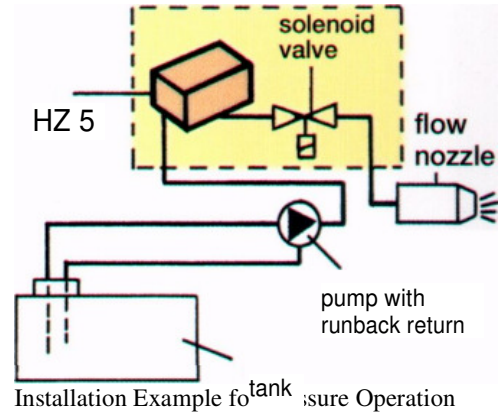 solenoid
valve
HZ 5
flow
nozzle
pump with
runback return
tank
Installation Example fo ssure Operation